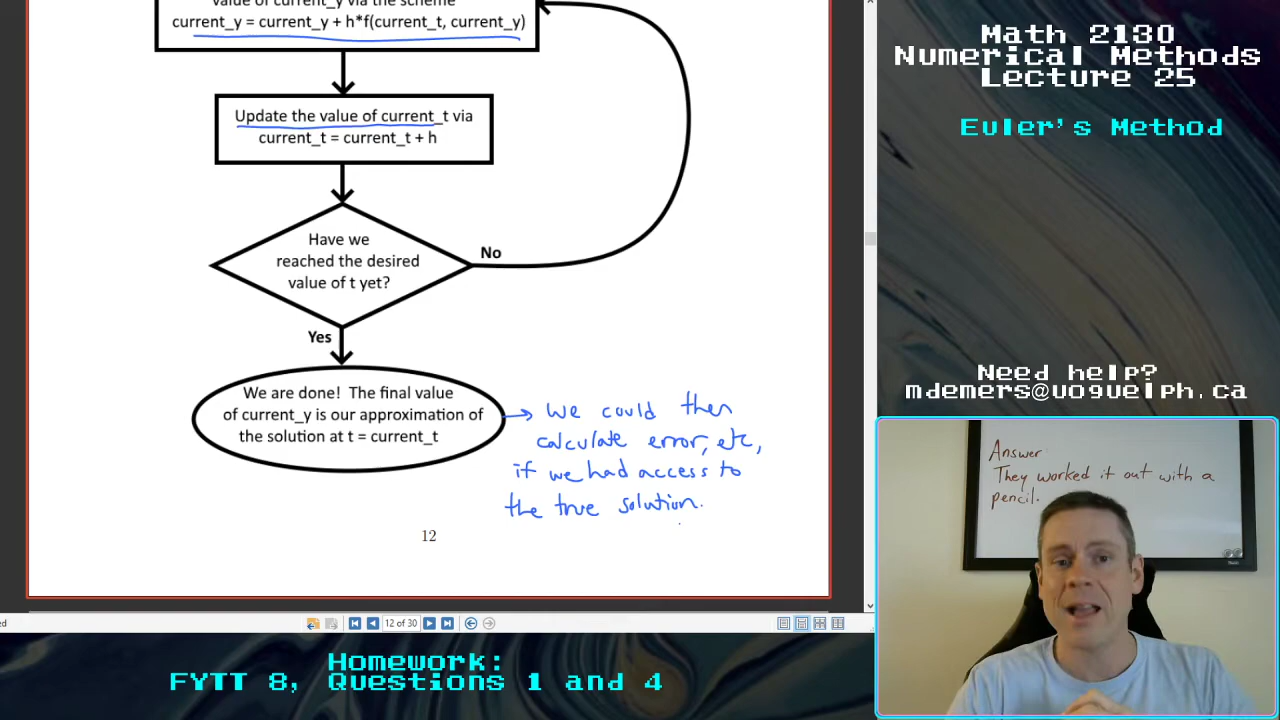 value of current_y via the scheme
current_y = current_y + h*f(current_t, current_y)
Update the value of current_t via
current_t = current_t + h
Have we
reached the desired
value of t yet?
No
Yes
We are done! The final value
of current_y is our approximation of
the solution at t = current_t
we could then
calculate error, etc,
if we had access to
the true solution.
12
12 of 30
Homework:
FYTT 8, Questions 1 and 4
Math 2130
Numerical Methods
Lecture 25
Euler's Method
Need help?
mdemers@uoguelph.ca
Answer
They worked it out with a
pencil.